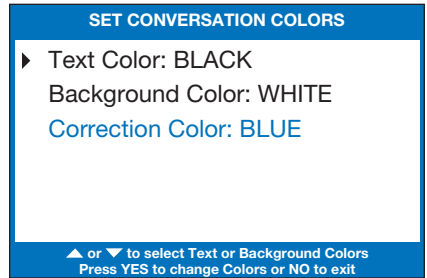 SET CONVERSATION COLORS
Text Color: BLACK
Background Color: WHITE
Correction Color: BLUE
▲ or ▼ to select Text or Background Colors
Press YES to change Colors or NO to exit